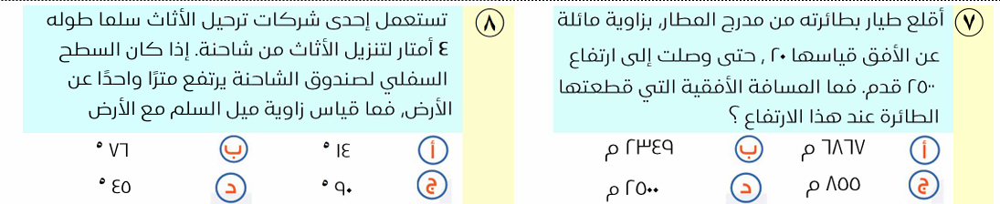 ٧ أقلع طيار بطائرته من مدرج المطار، بزاوية مائلة
عن الأفق قياسها ٢٠ ، حتى وصلت إلى ارتفاع
٢٥٠٠ قدم. فما المسافة الأفقية التي قطعتها
الطائرة عند هذا الارتفاع ؟
أ ٦٨٦٧ م ب ٢٣٤٩ م
ج ٨٥٥ م د ٢٥٠٠ م
٨ تستعمل إحدى شركات ترحيل الأثاث سلما طوله
٤ أمتار لتنزيل الأثاث من شاحنة. إذا كان السطح
السفلي لصندوق الشاحنة يرتفع مترًا واحدًا عن
الأرض، فما قياس زاوية ميل السلم مع الأرض
أ ١٤ ° ب ٧٦ °
ج ٩٠ ° د ٤٥ °